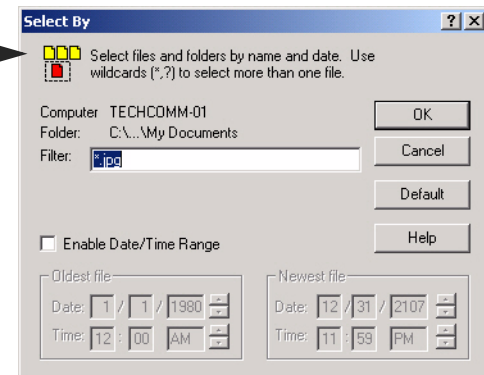 Select By
Select files and folders by name and date. Use
wildcards (*,?) to select more than one file.
Computer TECHCOMM-01
Folder: C:\...\My Documents
Filter: *.jpg
OK
Cancel
Default
Help
Enable Date/Time Range
Oldest file
Date: 1 / 1 / 1980
Time: 12 : 00 AM
Newest file
Date: 12 / 31 / 2107
Time: 11 : 59 PM